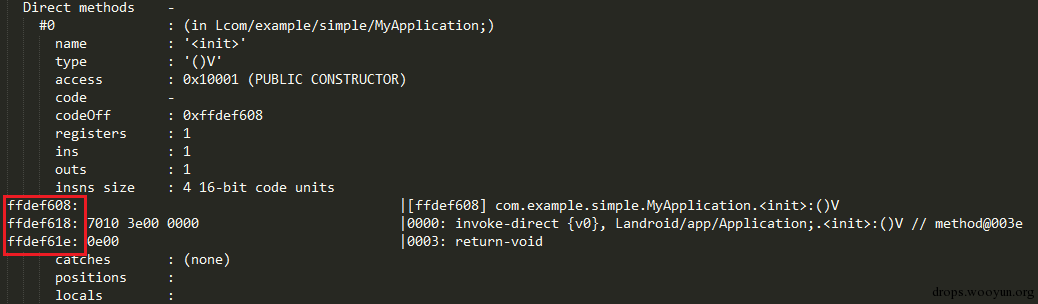 Direct methods    -
#0              : (in Lcom/example/simple/MyApplication;)
name          : '<init>'
type          : '()V'
access        : 0x10001 (PUBLIC CONSTRUCTOR)
code          -
codeOff       : 0xffdef608
registers     : 1
ins           : 1
outs          : 1
insns size    : 4 16-bit code units
ffdef608:                                        |[ffdef608] com.example.simple.MyApplication.<init>:()V
ffdef618: 7010 3e00 0000                         |0000: invoke-direct {v0}, Landroid/app/Application;.<init>:()V // method@003e
ffdef61e: 0e00                                   |0003: return-void
catches       : (none)
positions     :
locals        :
drops.wooyun.org